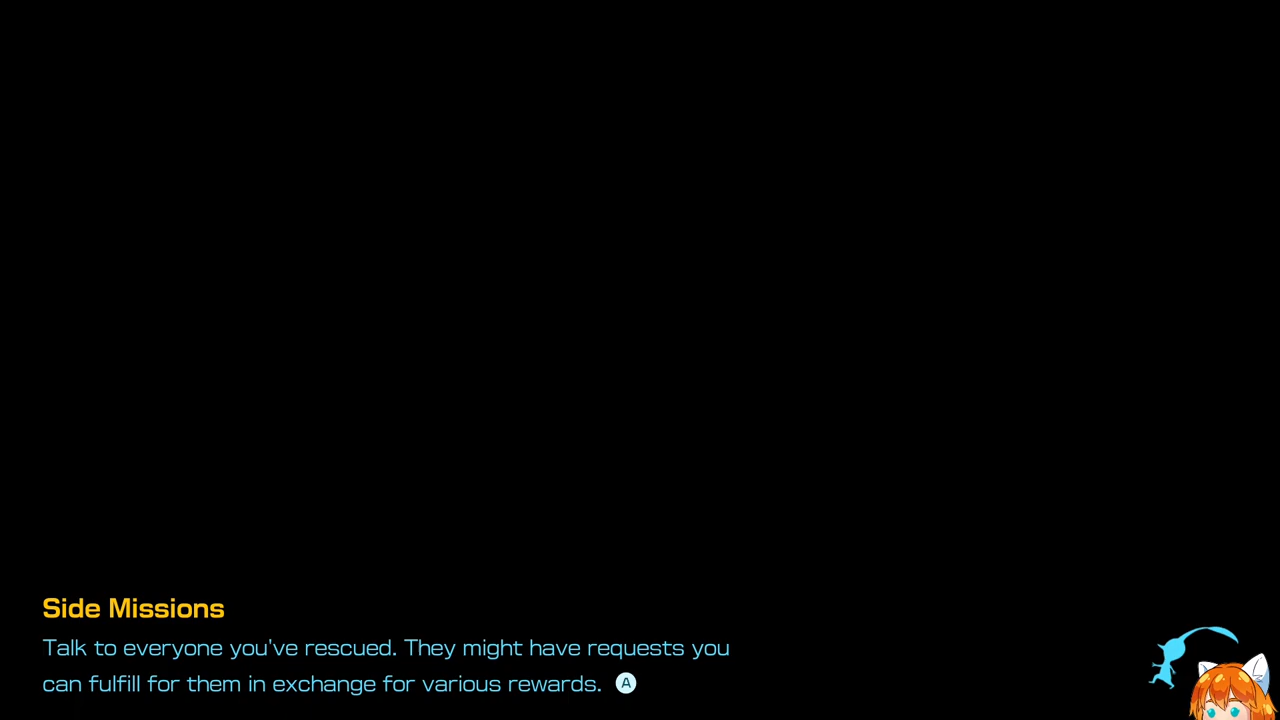 Side Missions
Talk to everyone you've rescued. They might have requests you
can fulfill for them in exchange for various rewards. A